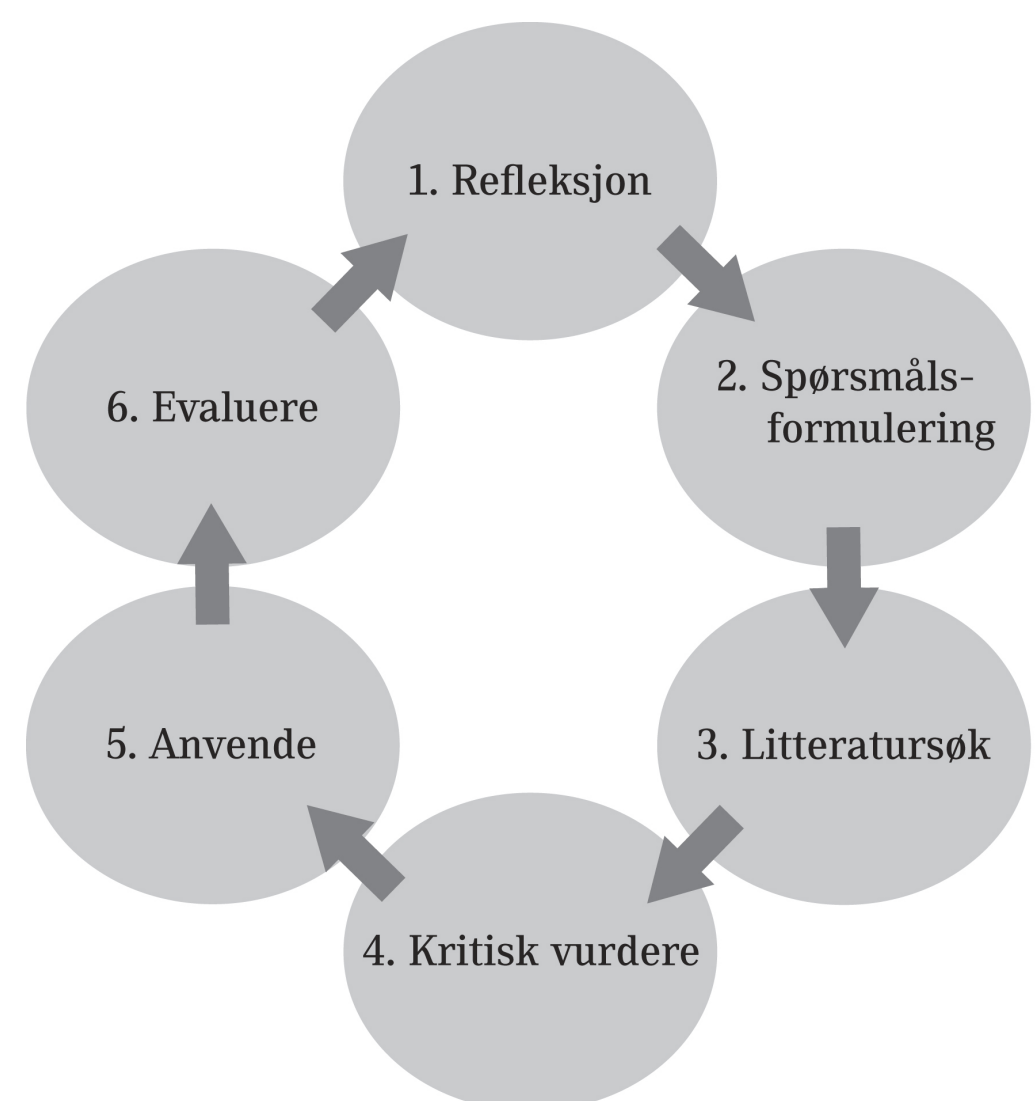 1. Refleksjon
2. Spørsmåls-
formulering
3. Litteratursøk
4. Kritisk vurdere
5. Anvende
6. Evaluere